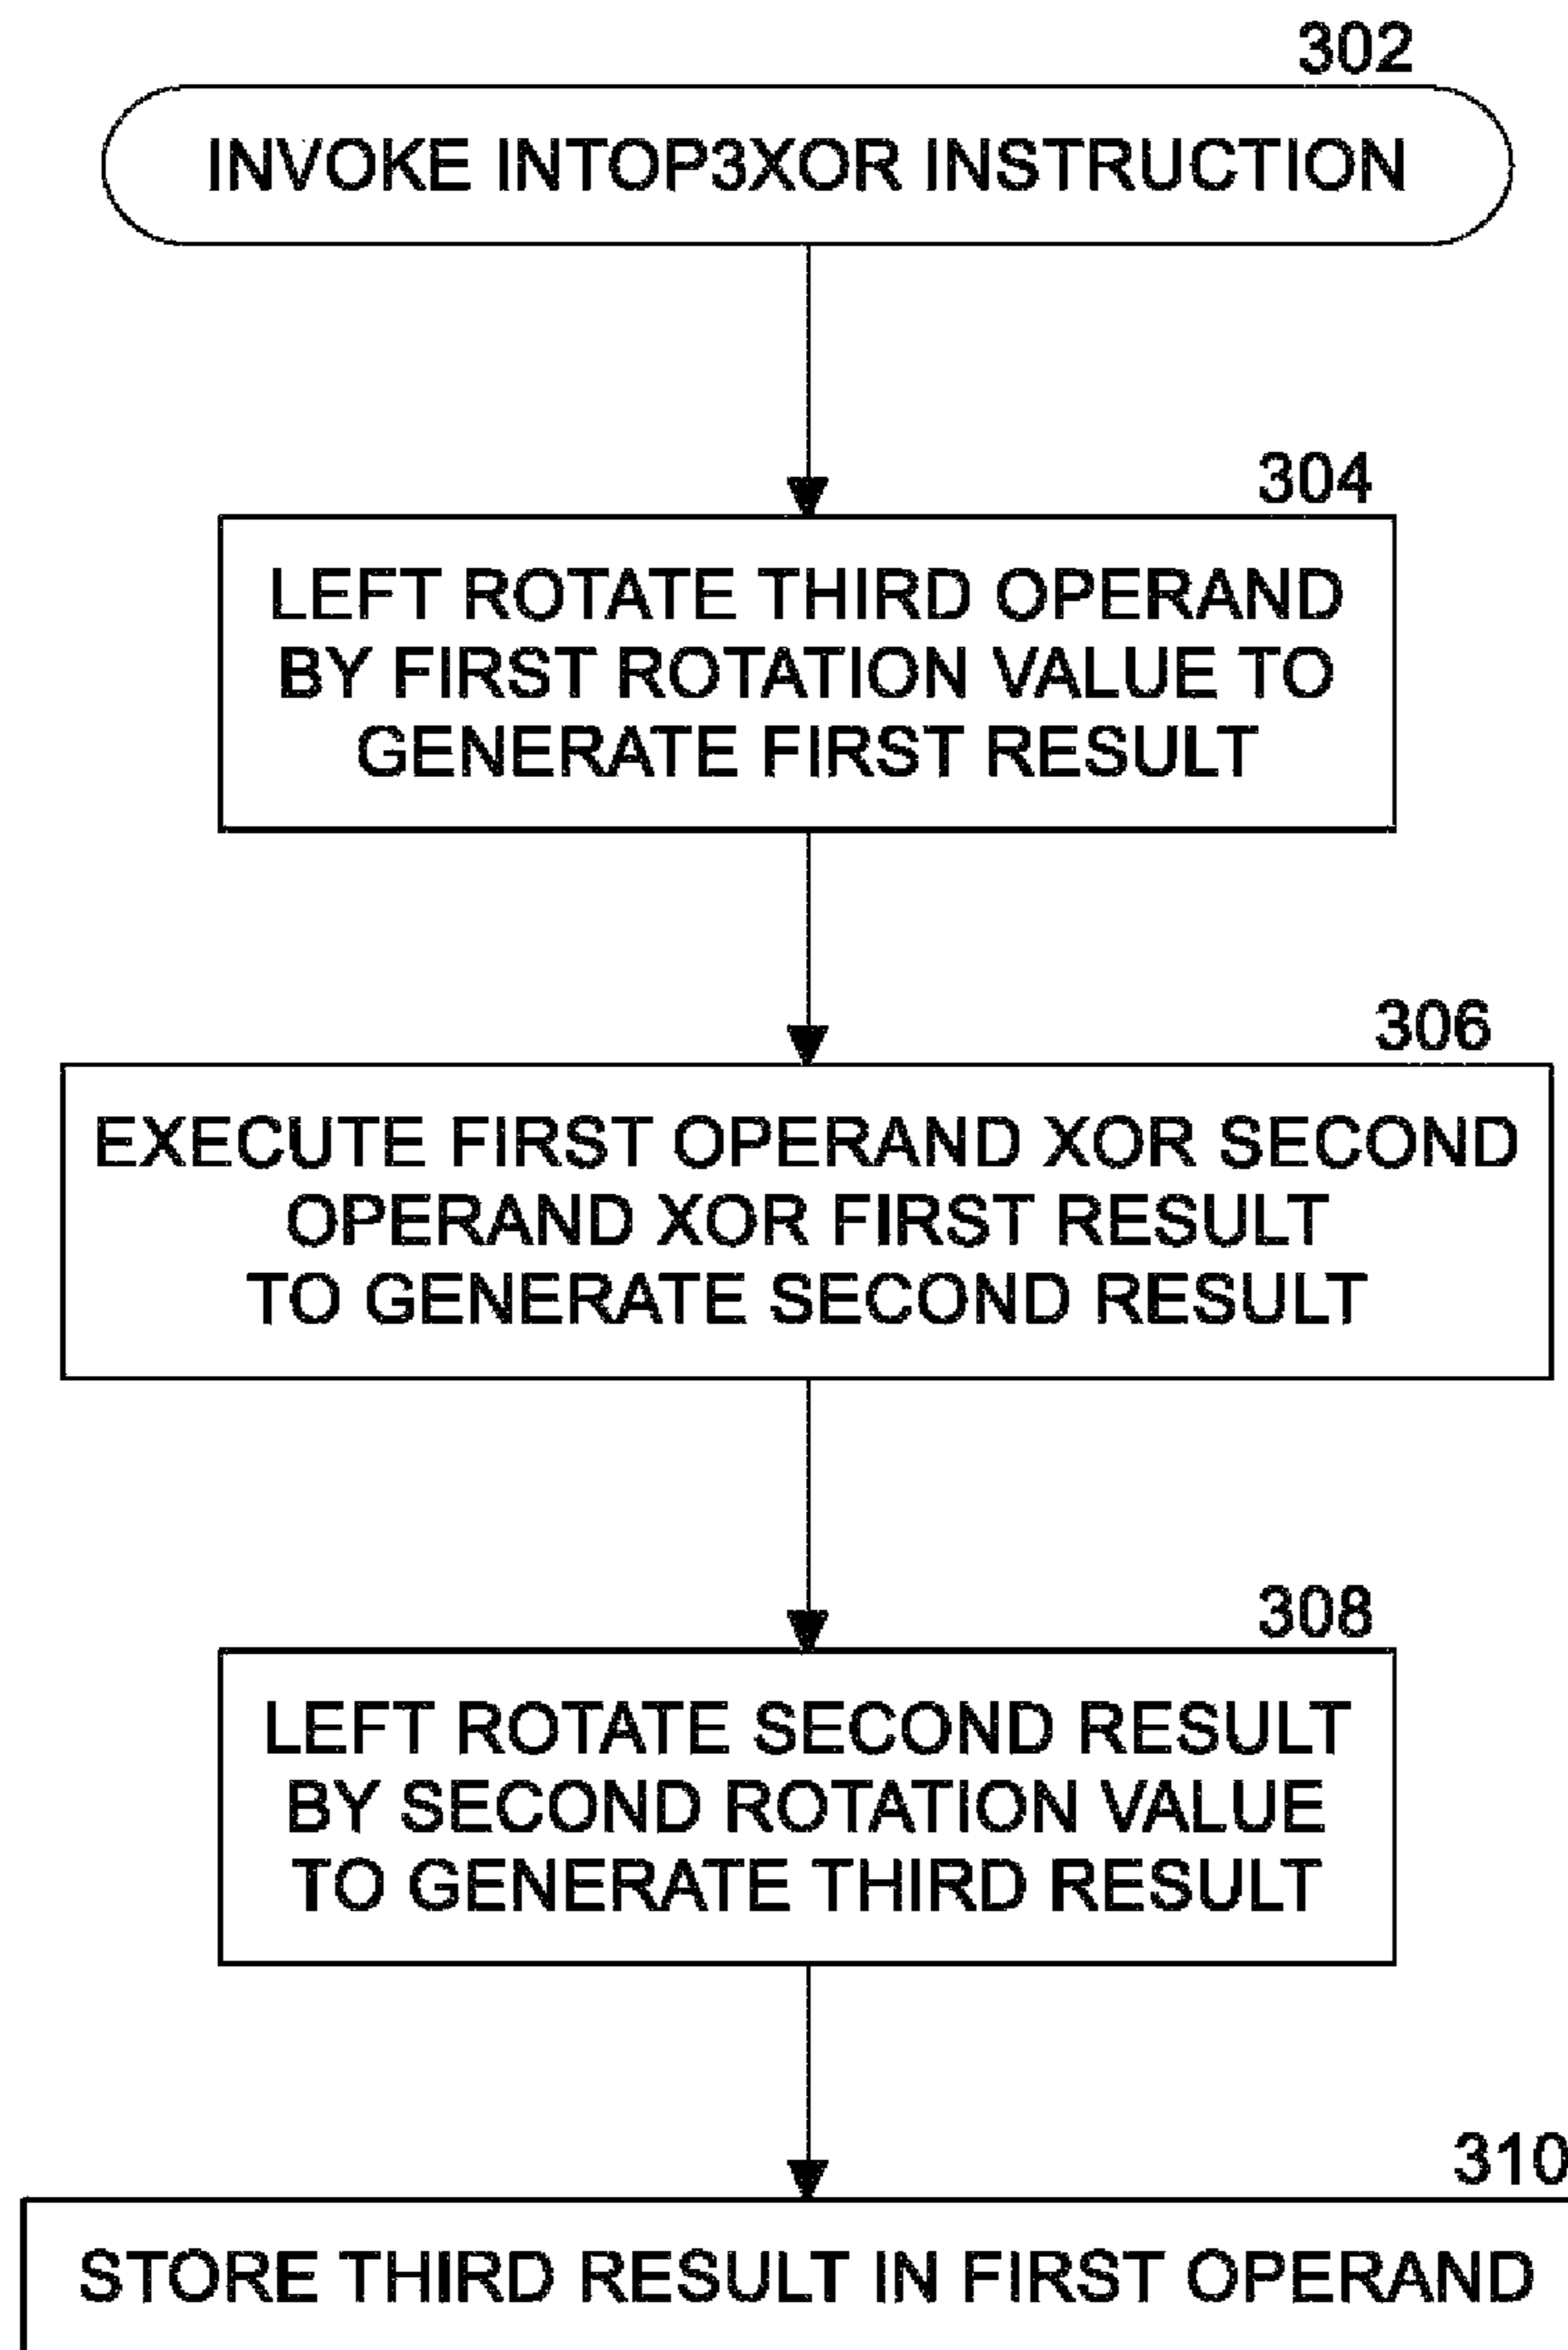 302
INVOKE INTOP3XOR INSTRUCTION
304
LEFT ROTATE THIRD OPERAND
BY FIRST ROTATION VALUE TO
GENERATE FIRST RESULT
306
EXECUTE FIRST OPERAND XOR SECOND
OPERAND XOR FIRST RESULT
TO GENERATE SECOND RESULT
308
LEFT ROTATE SECOND RESULT
BY SECOND ROTATION VALUE
TO GENERATE THIRD RESULT
310
STORE THIRD RESULT IN FIRST OPERAND